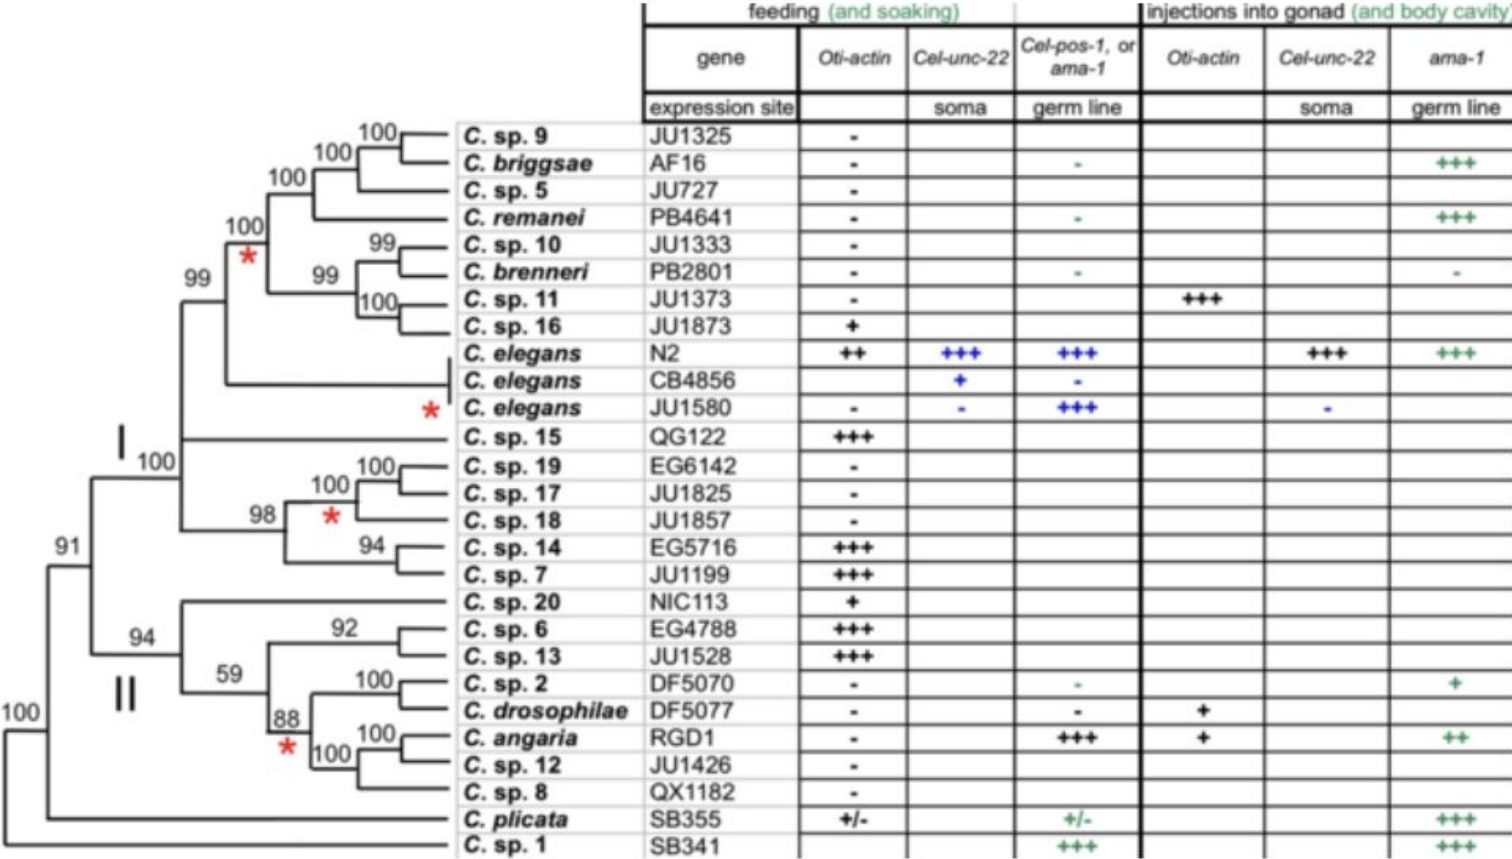 feeding (and soaking) injections into gonad (and body cavity)
gene Oti-actin Cel-unc-22 Cel-pos-1, or ama-1 Oti-actin Cel-unc-22 ama-1
expression site soma germ line soma germ line
100 C. sp. 9 JU1325 -
100 C. briggsae AF16 - - +++
100 C. sp. 5 JU727 -
100 * C. remanei PB4641 - - +++
99 C. sp. 10 JU1333 -
99 99 C. brenneri PB2801 - - -
100 C. sp. 11 JU1373 - +++
C. sp. 16 JU1873 +
C. elegans N2 ++ +++ +++ +++ +++
C. elegans CB4856 + -
* C. elegans JU1580 - - +++ -
I C. sp. 15 QG122 +++
100 100 C. sp. 19 EG6142 -
100 C. sp. 17 JU1825 -
98 * C. sp. 18 JU1857 -
91 94 C. sp. 14 EG5716 +++
C. sp. 7 JU1199 +++
C. sp. 20 NIC113 +
94 92 C. sp. 6 EG4788 +++
C. sp. 13 JU1528 +++
59 II 100 C. sp. 2 DF5070 - - +
100 88 C. drosophilae DF5077 - - +
* 100 C. angaria RGD1 - +++ + ++
100 C. sp. 12 JU1426 -
C. sp. 8 QX1182 -
C. plicata SB355 +/- +/- +++
C. sp. 1 SB341 +++ +++